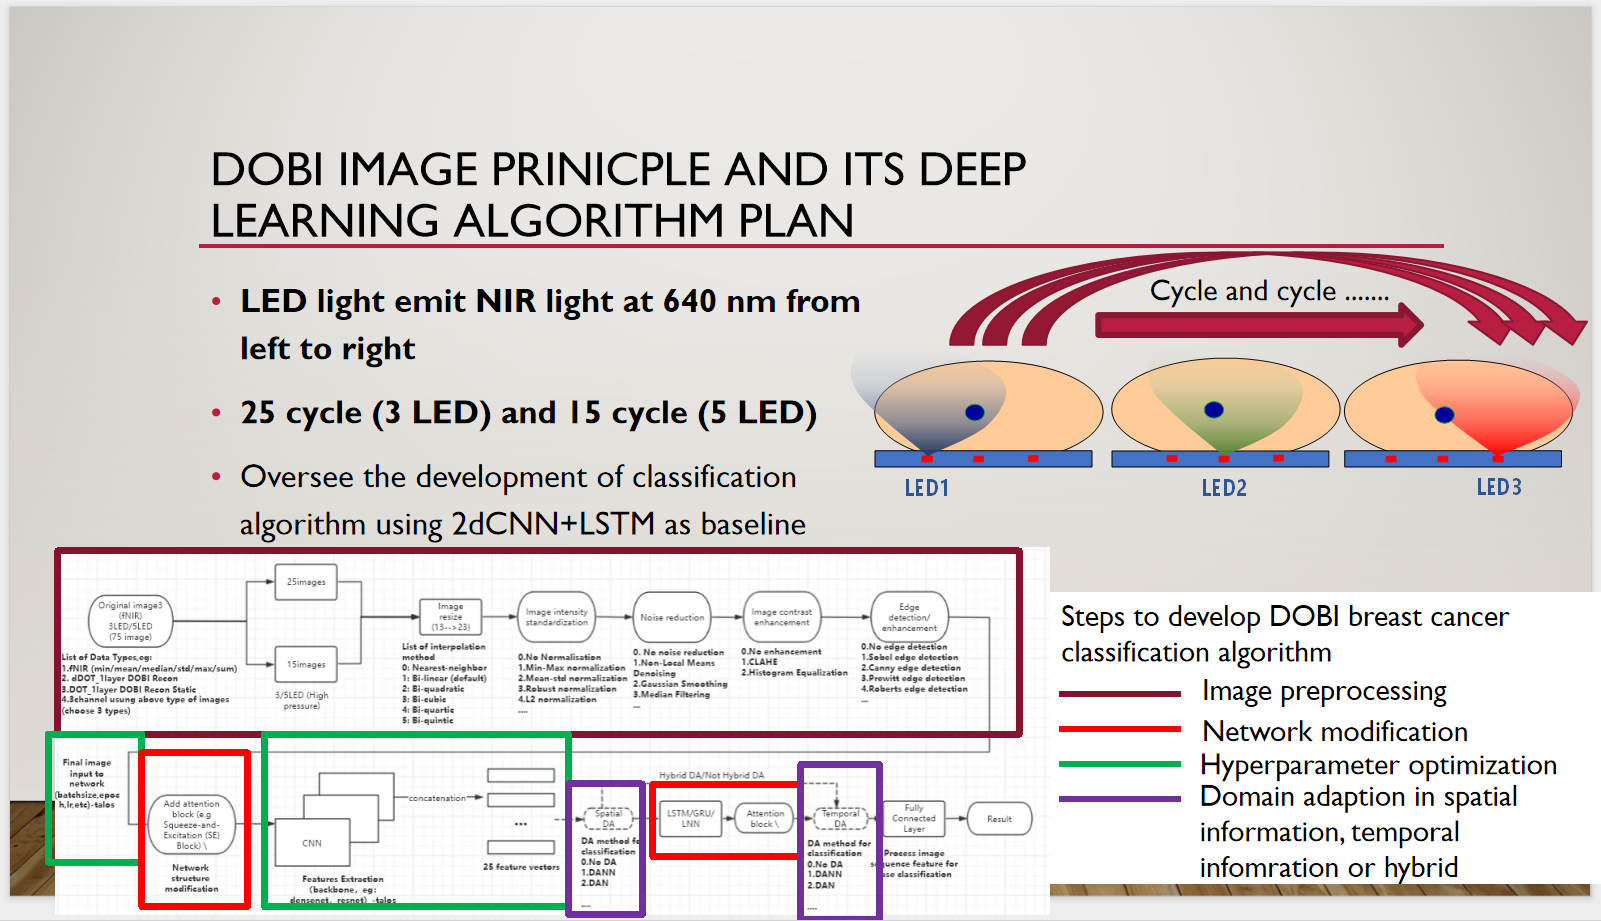 DOBI IMAGE PRINICPLE AND ITS DEEP
LEARNING ALGORITHM PLAN
• LED light emit NIR light at 640 nm from
left to right
• 25 cycle (3 LED) and 15 cycle (5 LED)
• Oversee the development of classification
algorithm using 2dCNN+LSTM as baseline
Cycle and cycle .......
LED1
LED2
LED3
Original image3
(fNIR)
3LED/5LED
(75 image)
25images
15images
3/5LED (High
pressure)
List of Data Types,eg:
1.fNIR (min/mean/median/std/max/sum)
2. dDOT_1layer DOBI Recon
3.DOT_1layer DOBI Recon Static
4.3channel usung above type of images
(choose 3 types)
Image
resize
(13-->23)
List of interpolation
method
0: Nearest-neighbor
1: Bi-linear (default)
2: Bi-quadratic
3: Bi-cubic
4: Bi-quartic
5: Bi-quintic
Image intensity
standardization
0.No Normalisation
1.Min-Max normalization
2.Mean-std normalization
3.Robust normalization
4.L2 normalization
....
Noise reduction
0. No noise reduction
1.Non-Local Means
Denoising
2.Gaussian Smoothing
3.Median Filtering
...
Image contrast
enhancement
0.No enhancement
1.CLAHE
2.Histogram Equalization
Edge
detection/
enhancement
0.No edge detection
1.Sobel edge detection
2.Canny edge detection
3.Prewitt edge detection
4.Roberts edge detection
...
Final image
input to
network
(batchsize,epoc
h,lr,etc)-talos
Add attention
block (e.g
Squeeze-and-
Excitation (SE)
Block) \
Network
structure
modification
CNN
Features Extraction
(backbone, eg:
densenet, resnet) -talos
concatenation
...
25 feature vectors
Hybrid DA/Not Hybrid DA
Spatial
DA
DA method for
classification
0.No DA
1.DANN
2.DAN
....
LSTM/GRU/
LNN
Attention
block \
Temporal
DA
DA method for
classification
0.No DA
1.DANN
2.DAN
....
Fully
Connected
Layer
Process image
sequence feature for
case classification
Result
Steps to develop DOBI breast cancer
classification algorithm
Image preprocessing
Network modification
Hyperparameter optimization
Domain adaption in spatial
information, temporal
infomration or hybrid